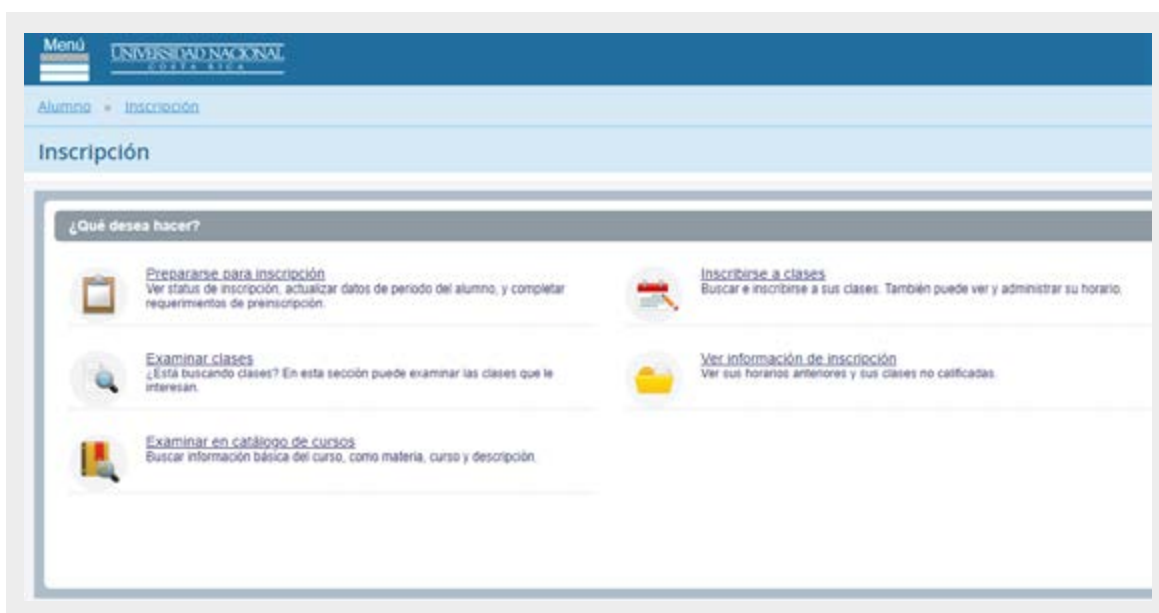 Menú
UNIVERSIDAD NACIONAL
COSTA RICA
Alumno • Inscripción
Inscripción
¿Qué desea hacer?
Prepararse para inscripción
Ver status de inscripción, actualizar datos de periodo del alumno, y completar
requerimientos de preinscripción.
Inscribirse a clases
Buscar e inscribirse a sus clases. También puede ver y administrar su horario.
Examinar clases
¿Está buscando clases? En esta sección puede examinar las clases que le
interesan.
Ver información de inscripción
Ver sus horarios anteriores y sus clases no calificadas.
Examinar en catálogo de cursos
Buscar información básica del curso, como materia, curso y descripción.